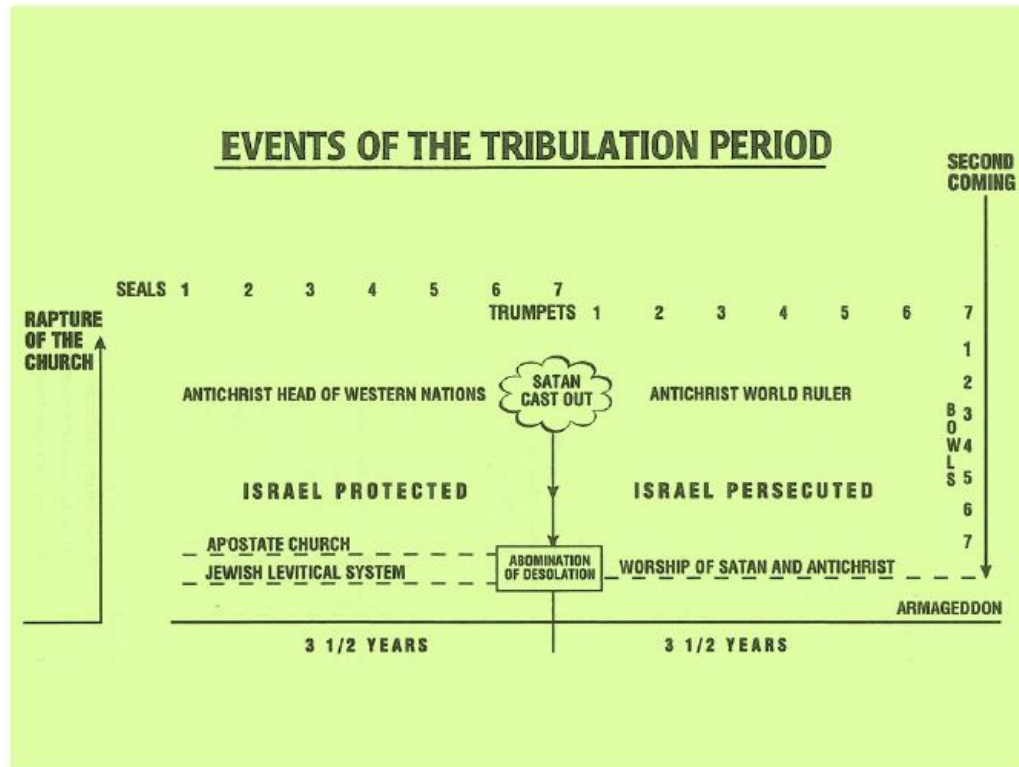 EVENTS OF THE TRIBULATION PERIOD
SECOND
COMING
SEALS 1 2 3 4 5 6 7
TRUMPETS 1 2 3 4 5 6 7
RAPTURE
OF THE
CHURCH
ANTICHRIST HEAD OF WESTERN NATIONS
SATAN
CAST OUT
ANTICHRIST WORLD RULER
BOWLS
1
2
3
4
5
6
7
ISRAEL PROTECTED
ISRAEL PERSECUTED
APOSTATE CHURCH
JEWISH LEVITICAL SYSTEM
ABOMINATION
OF DESOLATION
WORSHIP OF SATAN AND ANTICHRIST
ARMAGEDDON
3 1/2 YEARS
3 1/2 YEARS